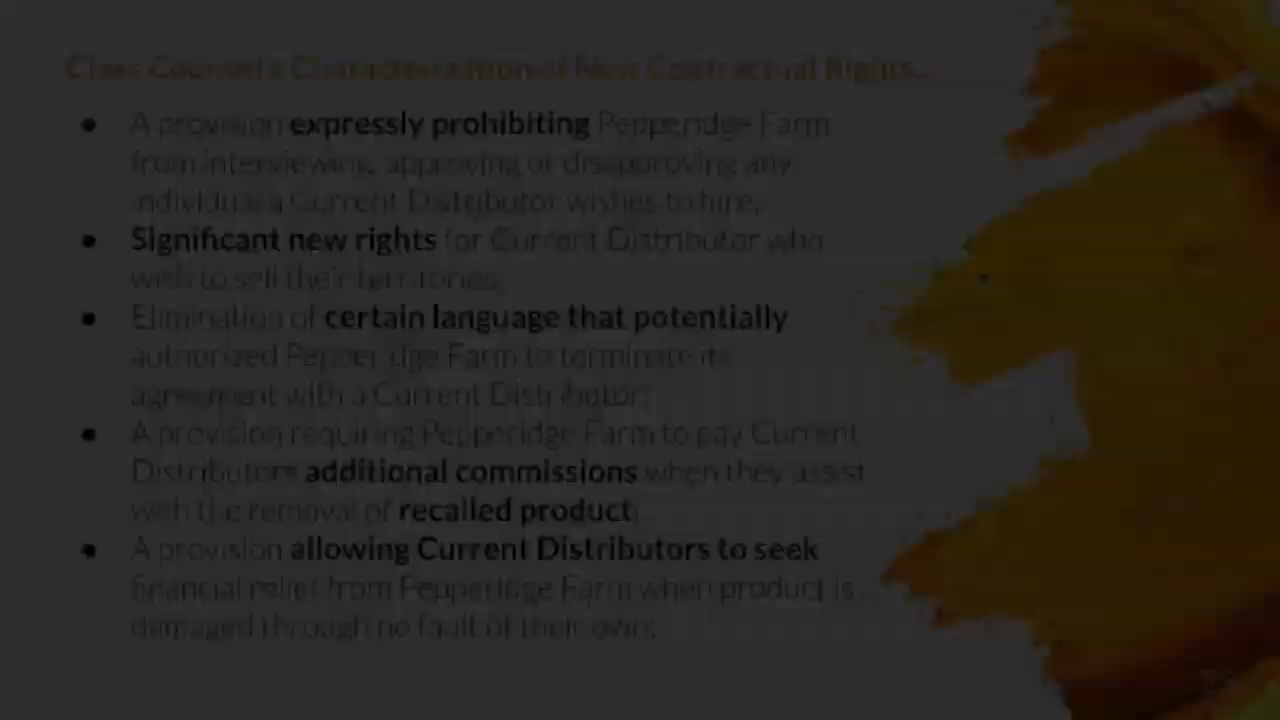 Class Counsel's Characterization of New Contractual Rights...
● A provision expressly prohibiting Pepperidge Farm
from interviewing, approving or disapproving any
individual a Current Distributor wishes to hire;
● Significant new rights for Current Distributor who
wish to sell their territories;
● Elimination of certain language that potentially
authorized Pepperidge Farm to terminate its
agreement with a Current Distributor;
● A provision requiring Pepperidge Farm to pay Current
Distributors additional commissions when they assist
with the removal of recalled product;
● A provision allowing Current Distributors to seek
financial relief from Pepperidge Farm when product is
damaged through no fault of their own;